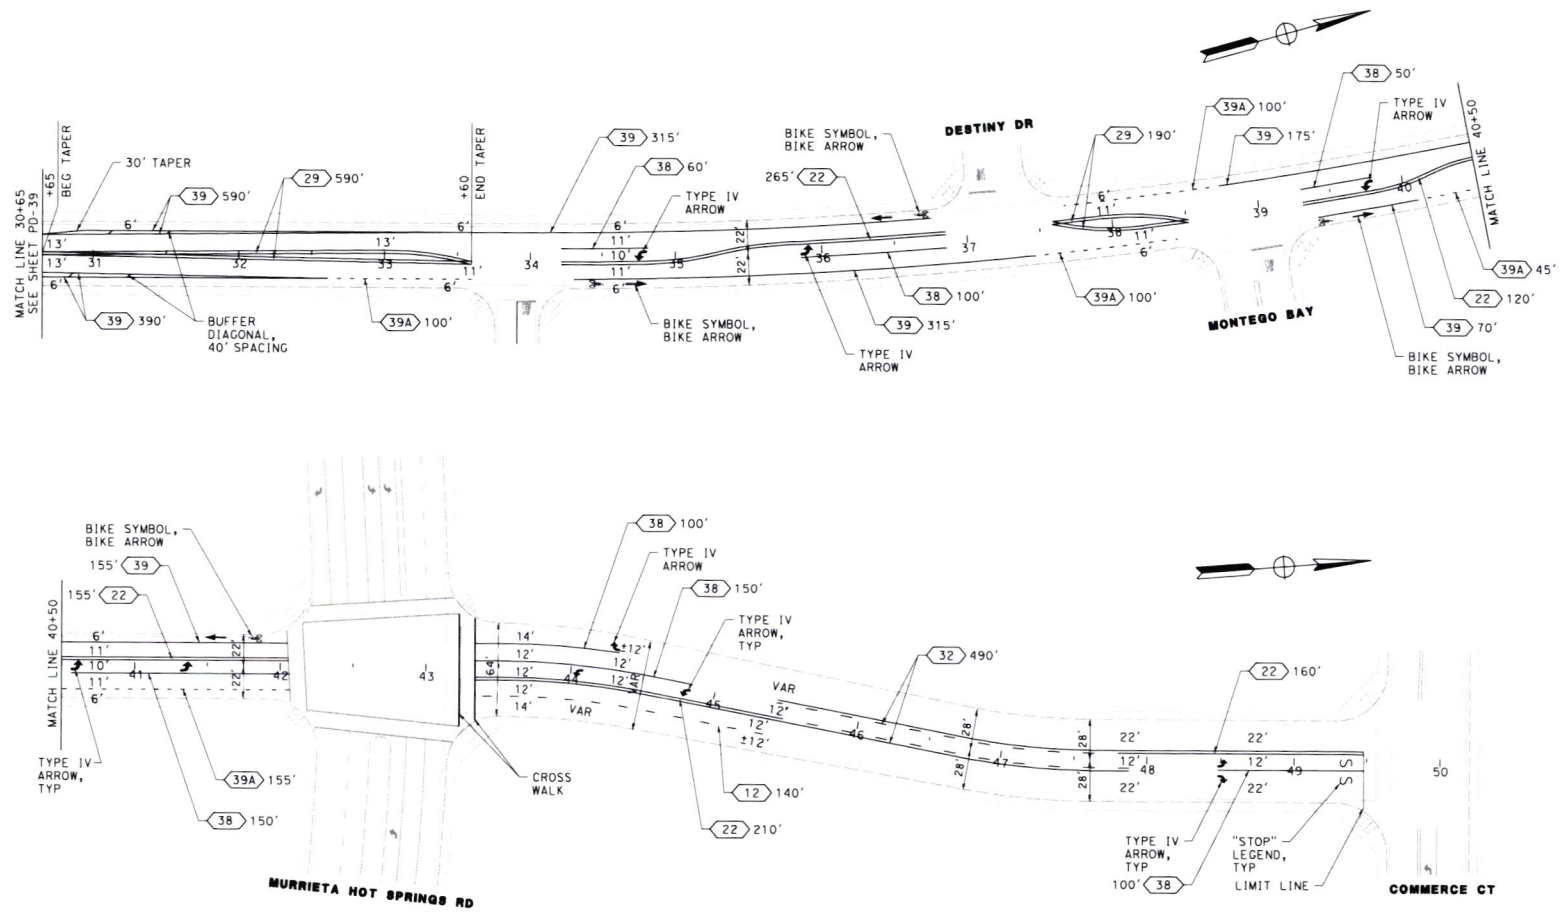 38 50'
39A 100'
TYPE IV
ARROW
MATCH LINE 40+50
DESTINY DR
39 175'
29 190'
BIKE SYMBOL,
BIKE ARROW
39 315'
38 60'
265' 22
TYPE IV
ARROW
+65
BEG TAPER
30' TAPER
+60
END TAPER
39 590'
29 590'
MATCH LINE 30+65
SEE SHEET PD-39
6'
6'
6'
6'
13'
13'
11'
22'
11'
10'
13'
31
32
33
11'
34
11'
35
22'
36
37
38
11'
39
40
6'
6'
6'
6'
39 390'
BUFFER
DIAGONAL,
40' SPACING
39A 100'
BIKE SYMBOL,
BIKE ARROW
38 100'
39 315'
TYPE IV
ARROW
39A 100'
MONTEGO BAY
39A 45'
22 120'
39 70'
BIKE SYMBOL,
BIKE ARROW
BIKE SYMBOL,
BIKE ARROW
155' 39
155' 22
MATCH LINE 40+50
6'
11'
10'
11'
6'
22'
22'
41
42
43
TYPE IV
ARROW,
TYP
39A 155'
38 150'
MURRIETA HOT SPRINGS RD
38 100'
TYPE IV
ARROW
38 150'
TYPE IV
ARROW,
TYP
14'
12'
12'
12'
14'
64'
±12'
12'
12'
VAR
VAR
44
45
VAR
12'
12'
±12'
46
47
CROSS
WALK
12 140'
22 210'
32 490'
28'
28'
28'
28'
22 160'
22'
22'
12'
12'
22'
22'
48
49
50
STOP
TYPE IV
ARROW,
TYP
100' 38
"STOP"
LEGEND,
TYP
LIMIT LINE
COMMERCE CT